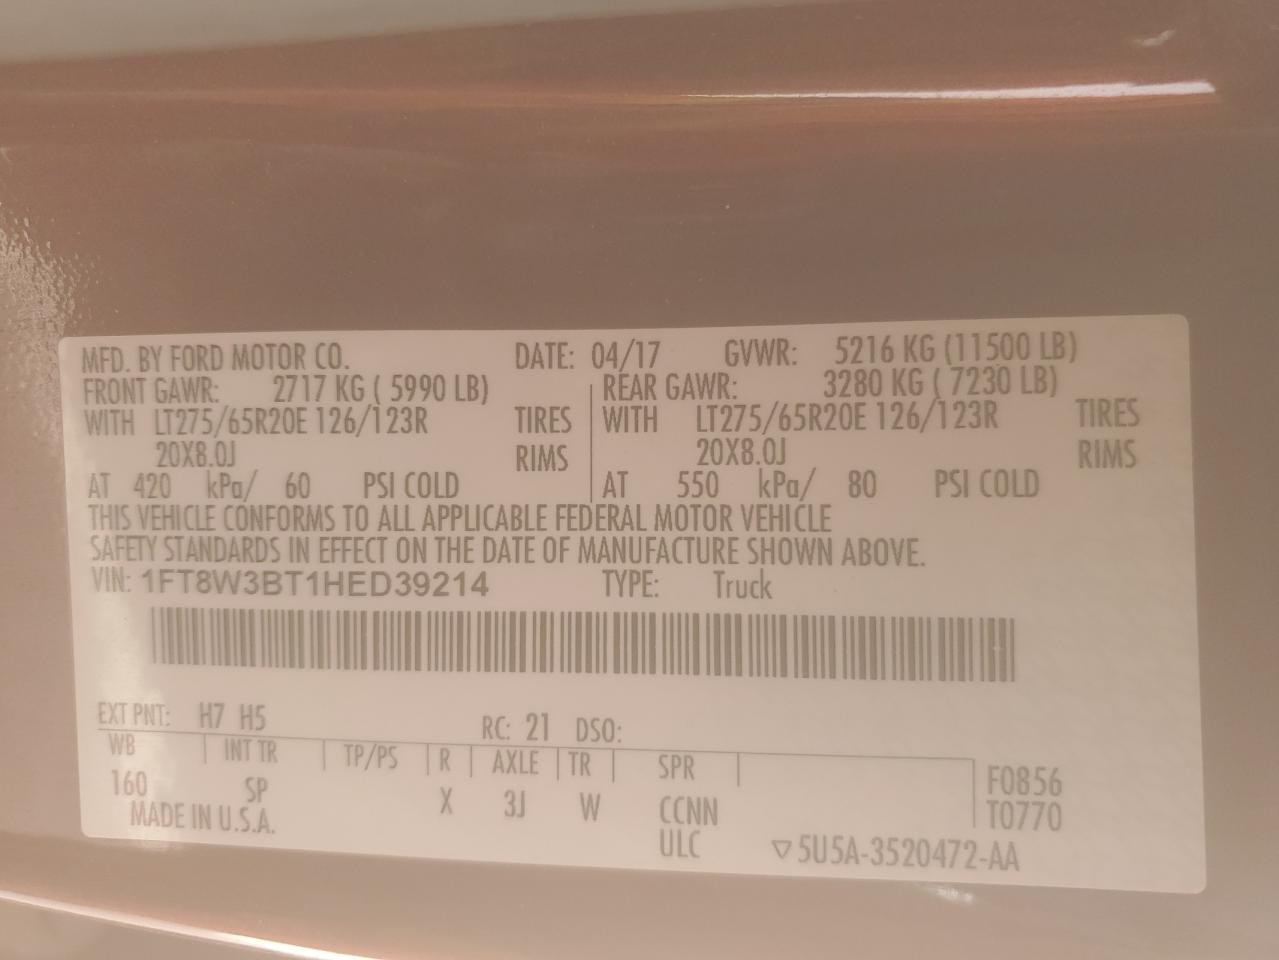 MFD. BY FORD MOTOR CO. DATE: 04/17 GVWR: 5216 KG (11500 LB)
FRONT GAWR: 2717 KG ( 5990 LB) REAR GAWR: 3280 KG ( 7230 LB)
WITH LT275/65R20E 126/123R TIRES WITH LT275/65R20E 126/123R TIRES
20X8.0J RIMS 20X8.0J RIMS
AT 420 kPa/ 60 PSI COLD AT 550 kPa/ 80 PSI COLD
THIS VEHICLE CONFORMS TO ALL APPLICABLE FEDERAL MOTOR VEHICLE
SAFETY STANDARDS IN EFFECT ON THE DATE OF MANUFACTURE SHOWN ABOVE.
VIN: 1FT8W3BT1HED39214 TYPE: Truck
EXT PNT: H7 H5 RC: 21 DSO:
WB INT TR TP/PS R AXLE TR SPR F0856
160 SP X 3J W CCNN T0770
MADE IN U.S.A. ULC ▽5U5A-3520472-AA